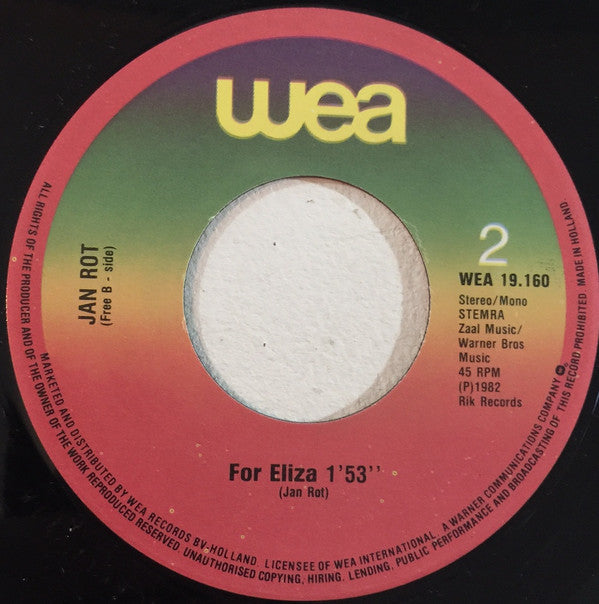 wea
JAN ROT
(Free B - side)
2
WEA 19.160
Stereo/Mono
STEMRA
Zaal Music/
Warner Bros
Music
45 RPM
(P)1982
Rik Records
For Eliza 1'53''
(Jan Rot)
ALL RIGHTS OF THE PRODUCER AND OF THE OWNER OF THE WORK REPRODUCED RESERVED. UNAUTHORISED COPYING, HIRING, LENDING, PUBLIC PERFORMANCE AND BROADCASTING OF THIS RECORD PROHIBITED. MADE IN HOLLAND
MARKETED AND DISTRIBUTED BY WEA RECORDS BV·HOLLAND. LICENSEE OF WEA INTERNATIONAL. A WARNER COMMUNICATIONS COMPANY